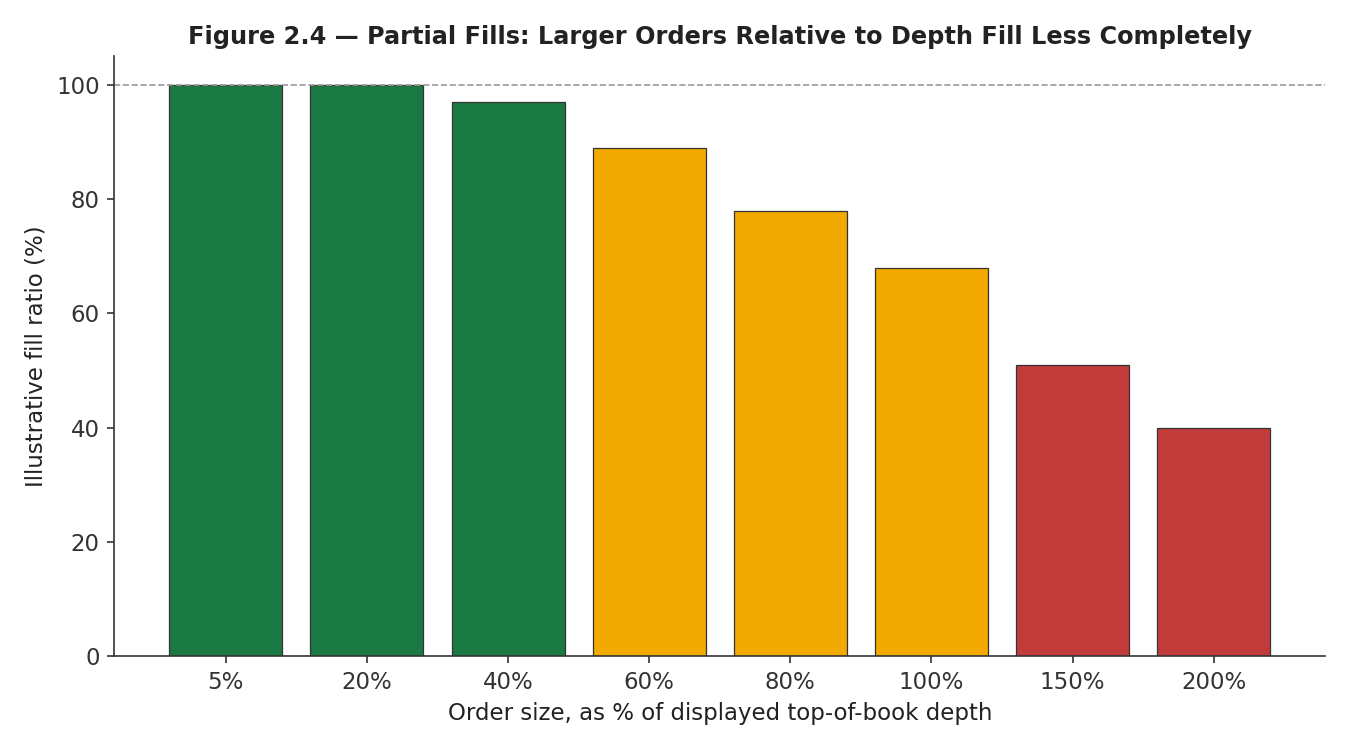 Figure 2.4 — Partial Fills: Larger Orders Relative to Depth Fill Less Completely
Illustrative fill ratio (%)
100
80
60
40
20
0
5% 20% 40% 60% 80% 100% 150% 200%
Order size, as % of displayed top-of-book depth